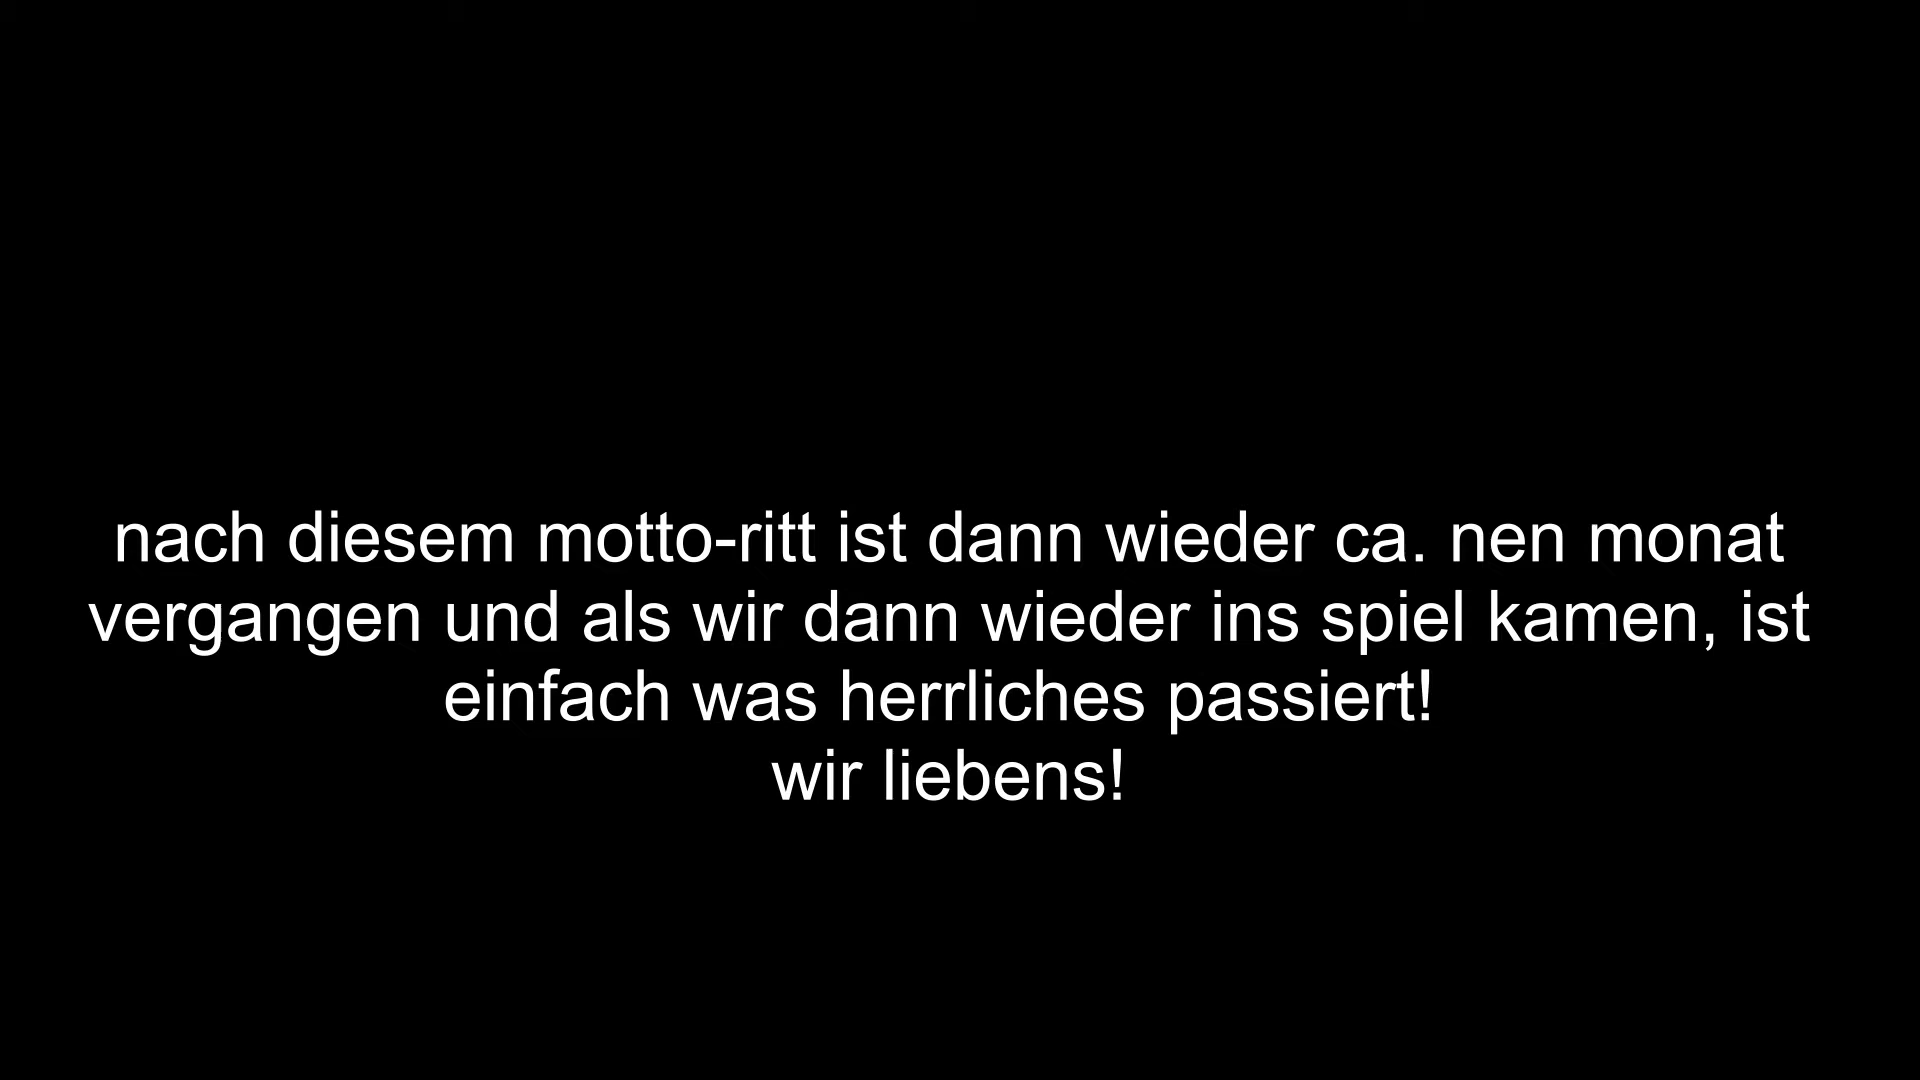 nach diesem motto-ritt ist dann wieder ca. nen monat
vergangen und als wir dann wieder ins spiel kamen, ist
einfach was herrliches passiert!
wir liebens!